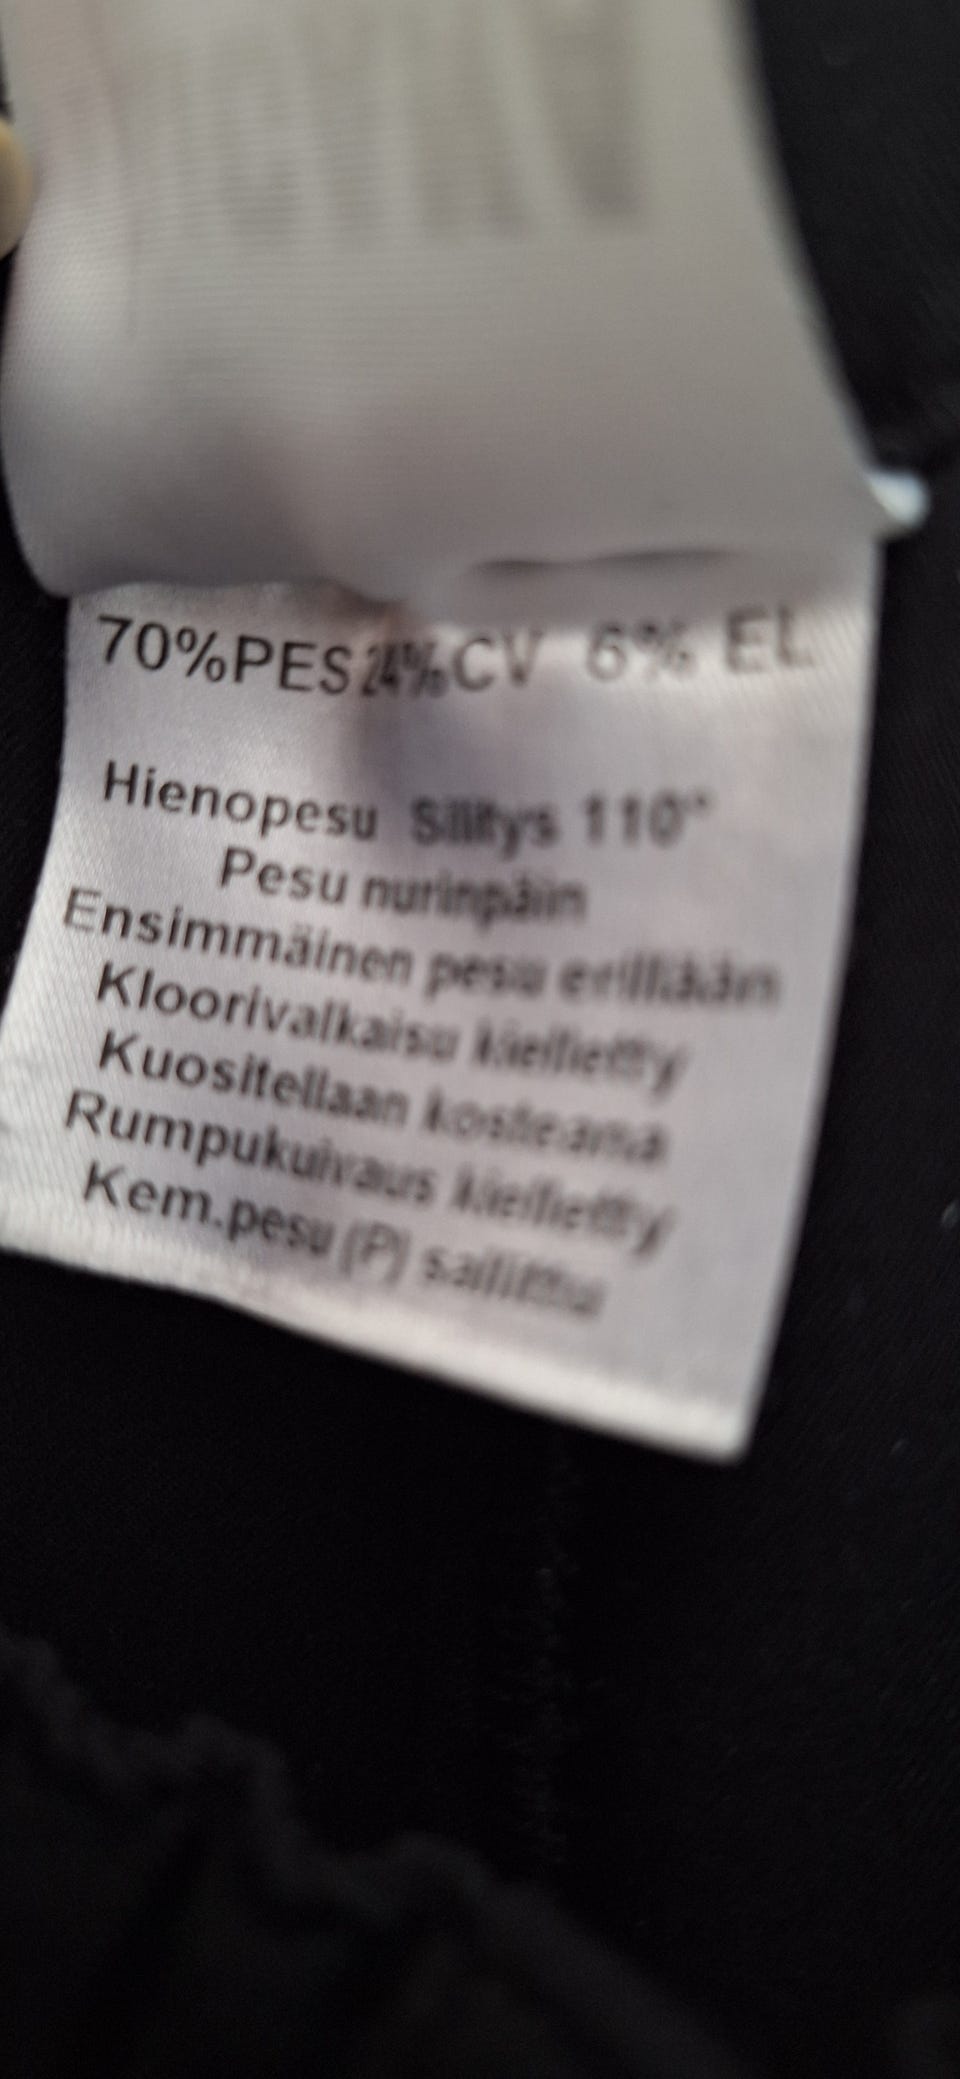 70%PES 24%CV 6% EL
Hienopesu Silitys 110°
Pesu nurinpäin
Ensimmäinen pesu erillään
Kloorivalkaisu kielletty
Kuositellaan kosteana
Rumpukuivaus kielletty
Kem.pesu (P) sallittu